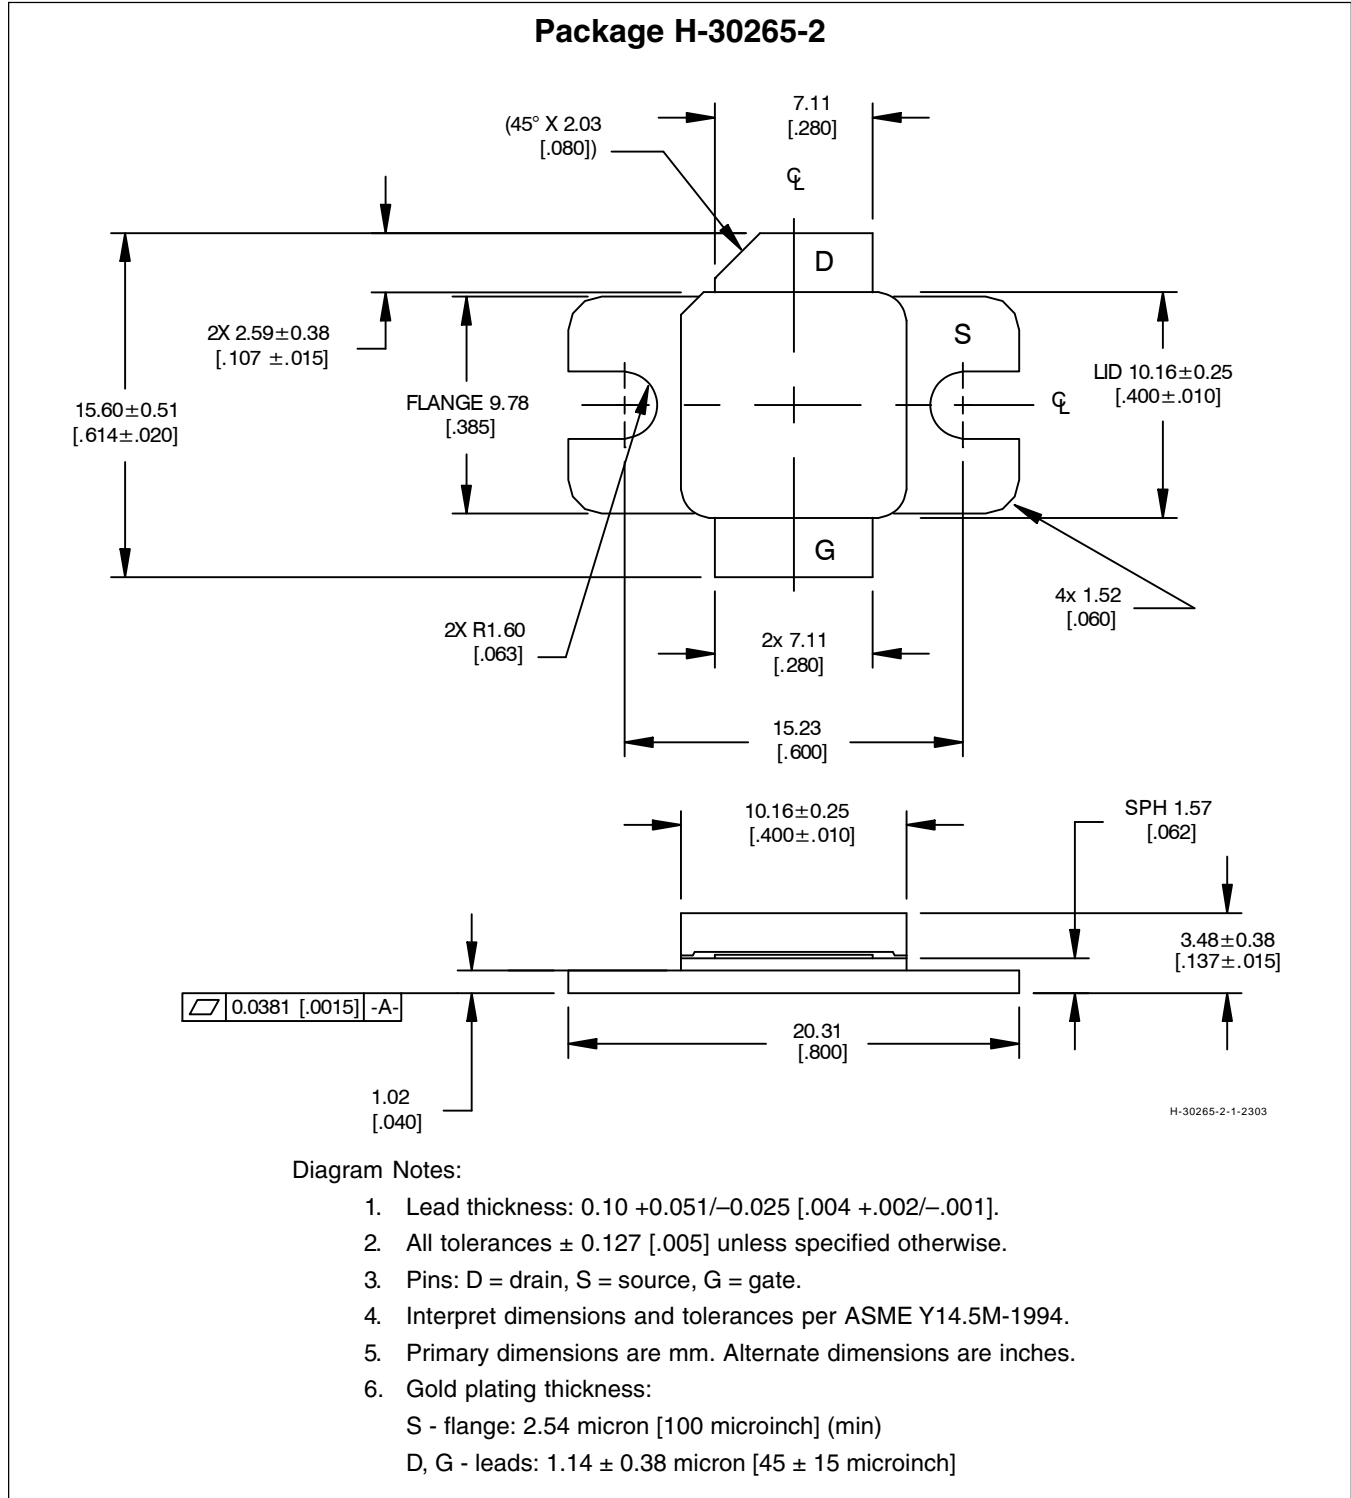 Package H-30265-2
7.11
[.280]
(45° X 2.03
[.080])
℄
D
S
2X 2.59±0.38
[.107 ±.015]
LID 10.16±0.25
[.400±.010]
15.60±0.51
[.614±.020]
FLANGE 9.78
[.385]
℄
G
4x 1.52
[.060]
2X R1.60
[.063]
2x 7.11
[.280]
15.23
[.600]
10.16±0.25
[.400±.010]
SPH 1.57
[.062]
3.48±0.38
[.137±.015]
0.0381 [.0015] -A-
20.31
[.800]
1.02
[.040]
H-30265-2-1-2303
Diagram Notes:
1. Lead thickness: 0.10 +0.051/–0.025 [.004 +.002/–.001].
2. All tolerances ± 0.127 [.005] unless specified otherwise.
3. Pins: D = drain, S = source, G = gate.
4. Interpret dimensions and tolerances per ASME Y14.5M-1994.
5. Primary dimensions are mm. Alternate dimensions are inches.
6. Gold plating thickness:
S - flange: 2.54 micron [100 microinch] (min)
D, G - leads: 1.14 ± 0.38 micron [45 ± 15 microinch]